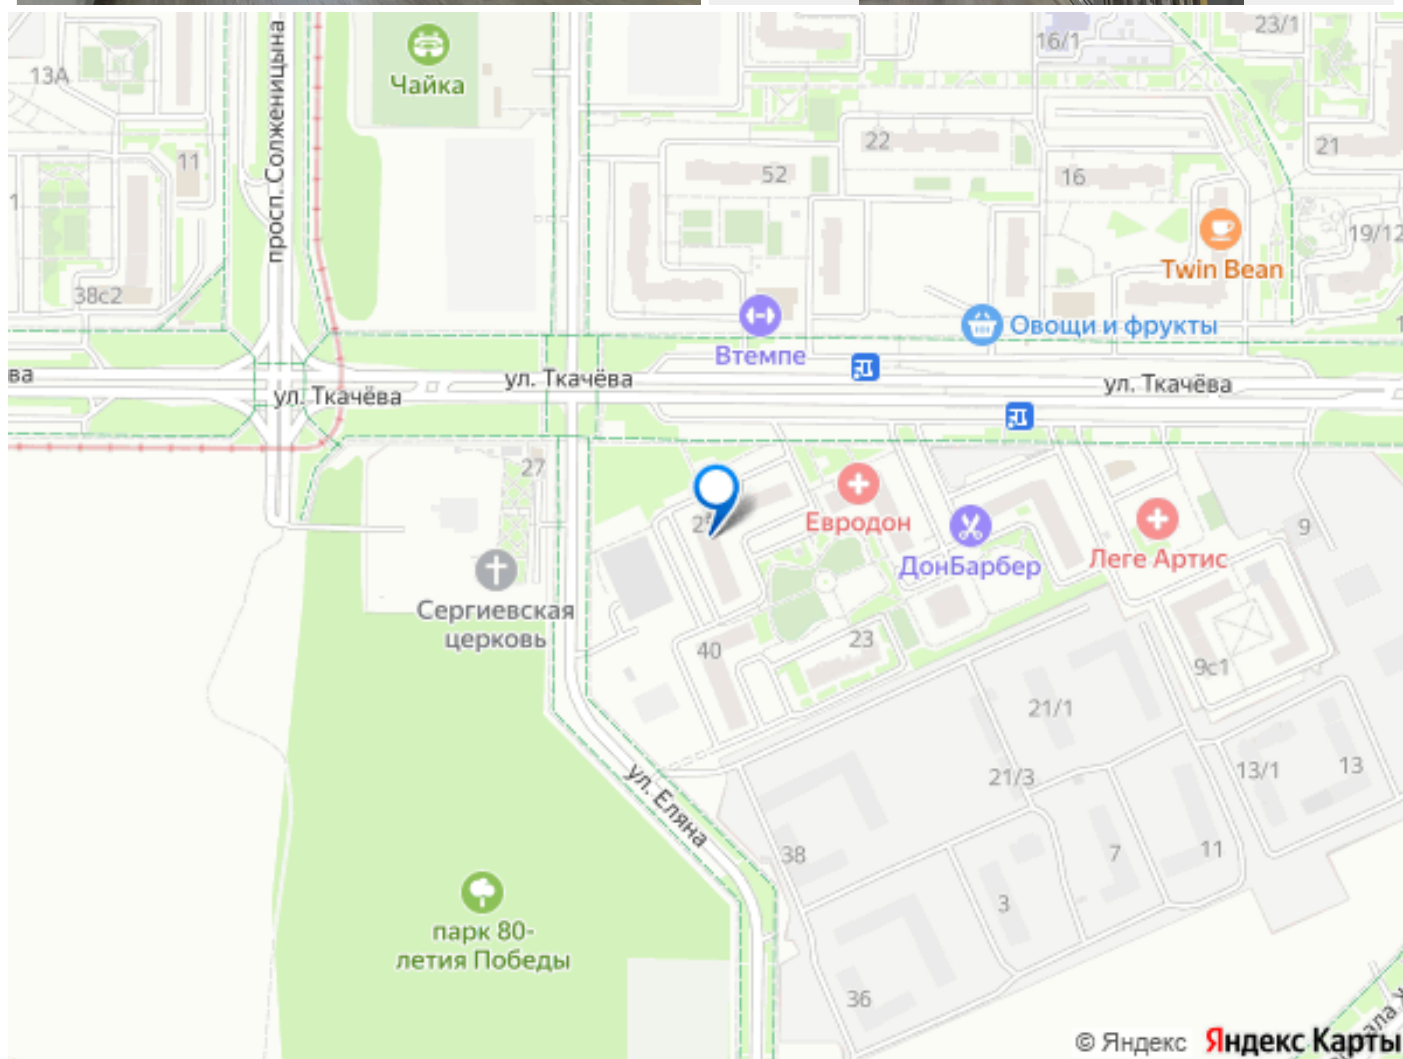 23/1
16/1
13А
Чайка
просп. Солженицына
22
21
11
52
16
1
19/12
Twin Bean
38с2
Овощи и фрукты
Втемпе
ва
ул. Ткачёва
ул. Ткачёва
ул. Ткачёва
27
9
Евродон
ДонБарбер
Леге Артис
Сергиевская
церковь
40
23
9с1
21/1
21/3
13/1
13
ул. Еляна
38
7
11
3
парк 80-
летия Победы
36
© Яндекс
Яндекс Карты